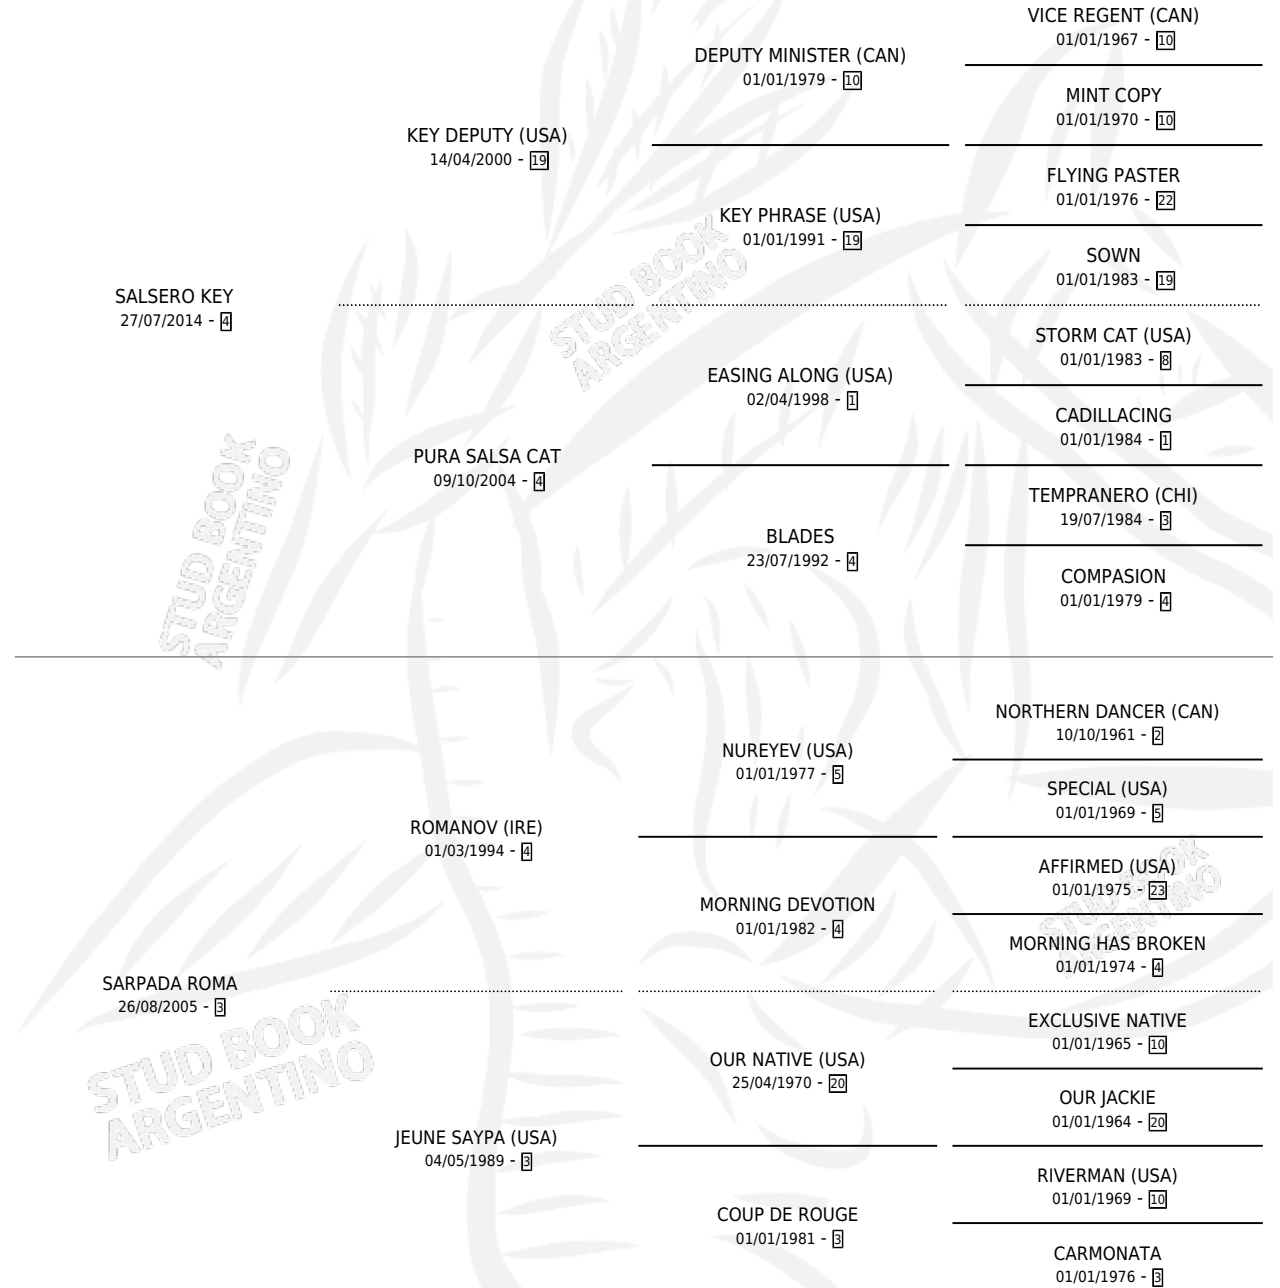 VICE REGENT (CAN)
01/01/1967 - 10
DEPUTY MINISTER (CAN)
01/01/1979 - 10
MINT COPY
01/01/1970 - 10
KEY DEPUTY (USA)
14/04/2000 - 19
FLYING PASTER
01/01/1976 - 22
KEY PHRASE (USA)
01/01/1991 - 19
SOWN
01/01/1983 - 19
SALSERO KEY
27/07/2014 - 4
STUD BOOK
ARGENTINO
STORM CAT (USA)
01/01/1983 - 8
EASING ALONG (USA)
02/04/1998 - 1
CADILLACING
01/01/1984 - 1
PURA SALSA CAT
09/10/2004 - 4
TEMPRANERO (CHI)
19/07/1984 - 3
BLADES
23/07/1992 - 4
COMPASION
01/01/1979 - 4
STUD BOOK
ARGENTINO
NORTHERN DANCER (CAN)
10/10/1961 - 2
NUREYEV (USA)
01/01/1977 - 5
SPECIAL (USA)
01/01/1969 - 5
ROMANOV (IRE)
01/03/1994 - 4
AFFIRMED (USA)
01/01/1975 - 23
MORNING DEVOTION
01/01/1982 - 4
MORNING HAS BROKEN
01/01/1974 - 4
STUD BOOK
ARGENTINO
SARPADA ROMA
26/08/2005 - 3
EXCLUSIVE NATIVE
01/01/1965 - 10
OUR NATIVE (USA)
25/04/1970 - 20
OUR JACKIE
01/01/1964 - 20
STUD BOOK
ARGENTINO
JEUNE SAYPA (USA)
04/05/1989 - 3
RIVERMAN (USA)
01/01/1969 - 10
COUP DE ROUGE
01/01/1981 - 3
CARMONATA
01/01/1976 - 3